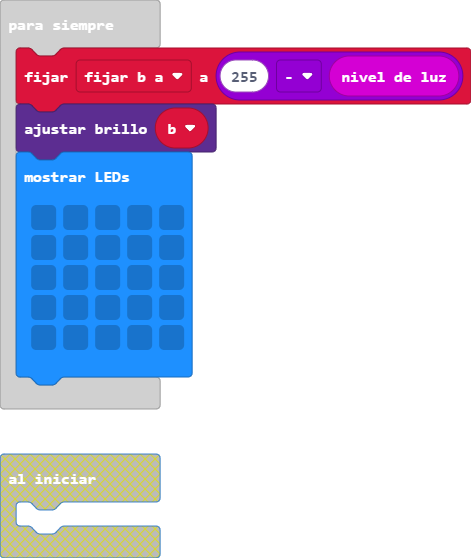 para siempre
fijar fijar b a a 255 - nivel de luz
ajustar brillo b
mostrar LEDs
al iniciar